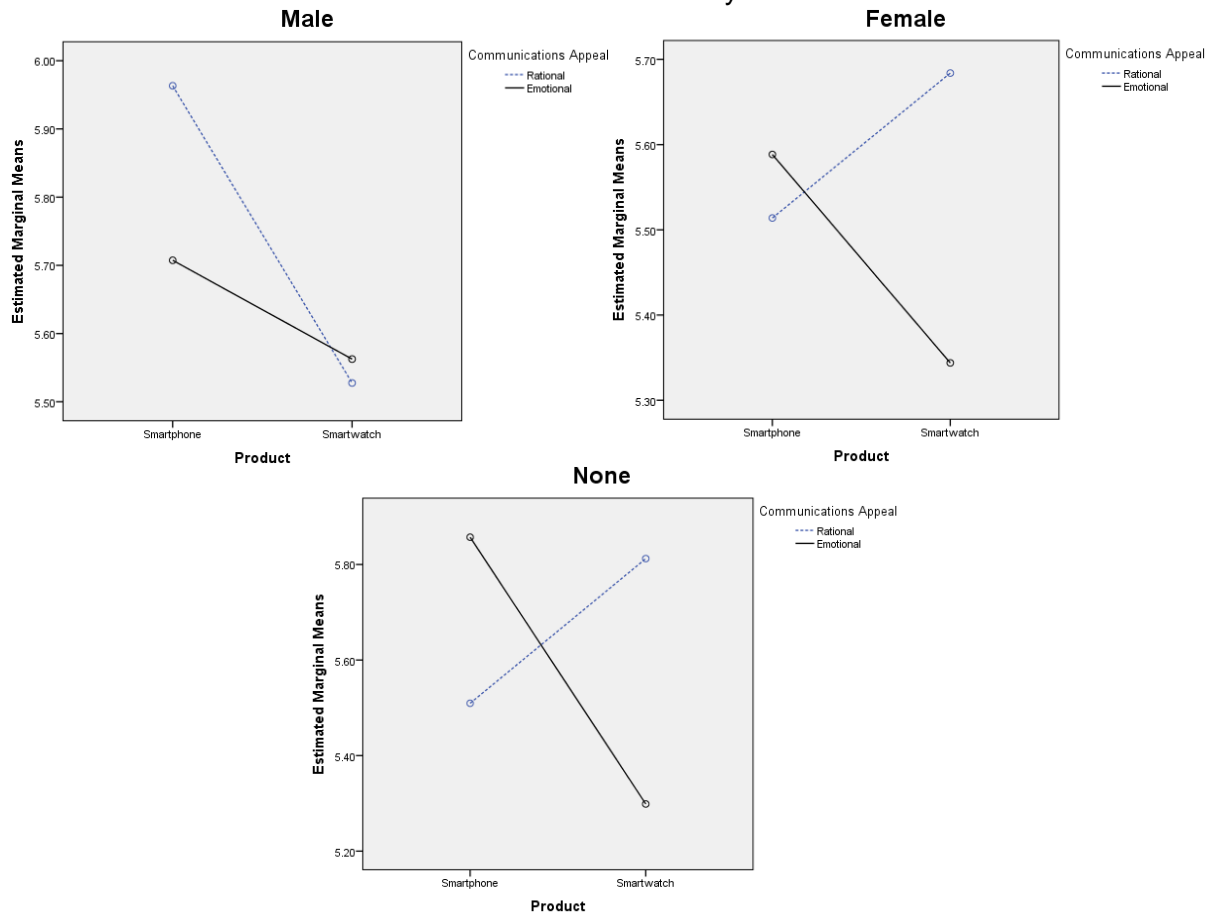 Male
Female
6.00
5.90
5.80
5.70
5.60
5.50
Estimated Marginal Means
Smartphone
Smartwatch
Product
Communications Appeal
Rational
Emotional
5.70
5.60
5.50
5.40
5.30
Estimated Marginal Means
Smartphone
Smartwatch
Product
Communications Appeal
Rational
Emotional
None
5.80
5.60
5.40
5.20
Estimated Marginal Means
Smartphone
Smartwatch
Product
Communications Appeal
Rational
Emotional